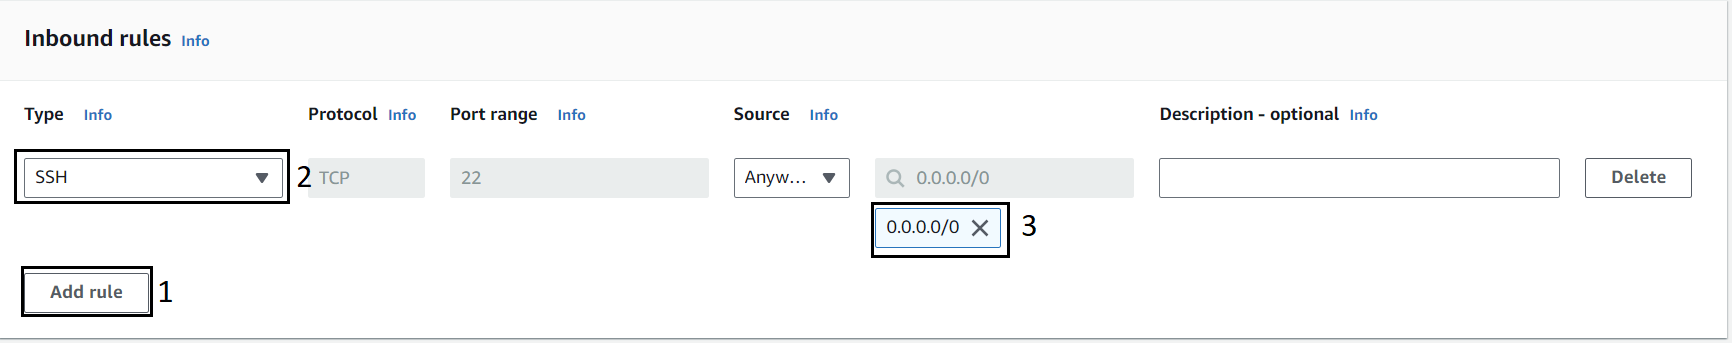 Inbound rules Info
Type Info Protocol Info Port range Info Source Info Description - optional Info
SSH 2 TCP 22 Anyw... 0.0.0.0/0 Delete
0.0.0.0/0 3
Add rule 1